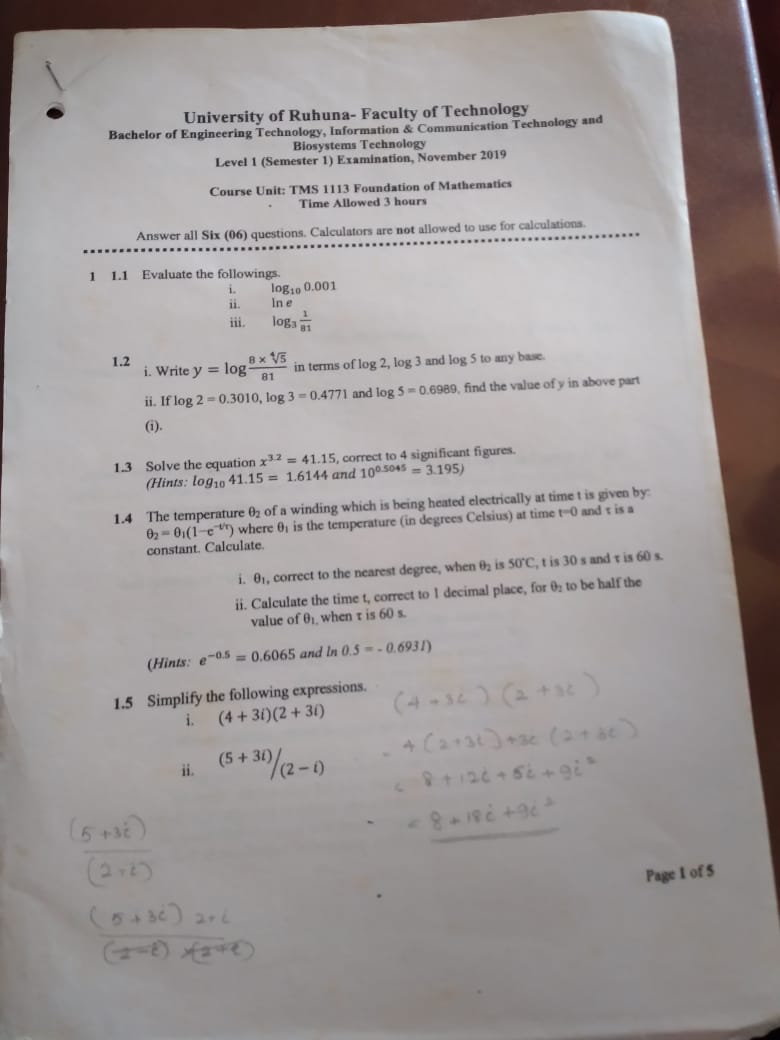 University of Ruhuna- Faculty of Technology
Bachelor of Engineering Technology, Information & Communication Technology and
Biosystems Technology
Level 1 (Semester 1) Examination, November 2019
Course Unit: TMS 1113 Foundation of Mathematics
Time Allowed 3 hours
Answer all Six (06) questions. Calculators are not allowed to use for calculations.
1 1.1 Evaluate the followings.
i. log₁₀ 0.001
ii. ln e
iii. log₃ 1/81
1.2
i. Write y = log (8 × ∜5)/81 in terms of log 2, log 3 and log 5 to any base.
ii. If log 2 = 0.3010, log 3 = 0.4771 and log 5 = 0.6989, find the value of y in above part
(i).
1.3 Solve the equation x^3.2 = 41.15, correct to 4 significant figures.
(Hints: log₁₀ 41.15 = 1.6144 and 10^0.5045 = 3.195)
1.4 The temperature θ₂ of a winding which is being heated electrically at time t is given by:
θ₂ = θ₁(1−e^-t/τ) where θ₁ is the temperature (in degrees Celsius) at time t=0 and τ is a
constant. Calculate.
i. θ₁, correct to the nearest degree, when θ₂ is 50°C, t is 30 s and τ is 60 s.
ii. Calculate the time t, correct to 1 decimal place, for θ₂ to be half the
value of θ₁, when τ is 60 s.
(Hints: e^−0.5 = 0.6065 and ln 0.5 = - 0.6931)
1.5 Simplify the following expressions.
i. (4 + 3i)(2 + 3i)
ii. (5 + 3i)/(2 − i)
(4 + 3i) (2 + 3i)
4(2+3i)+3i(2+3i)
8+12i+6i+9i²
= 8+18i+9i²
(5+3i)
(5+3i) 2+i
Page 1 of 5